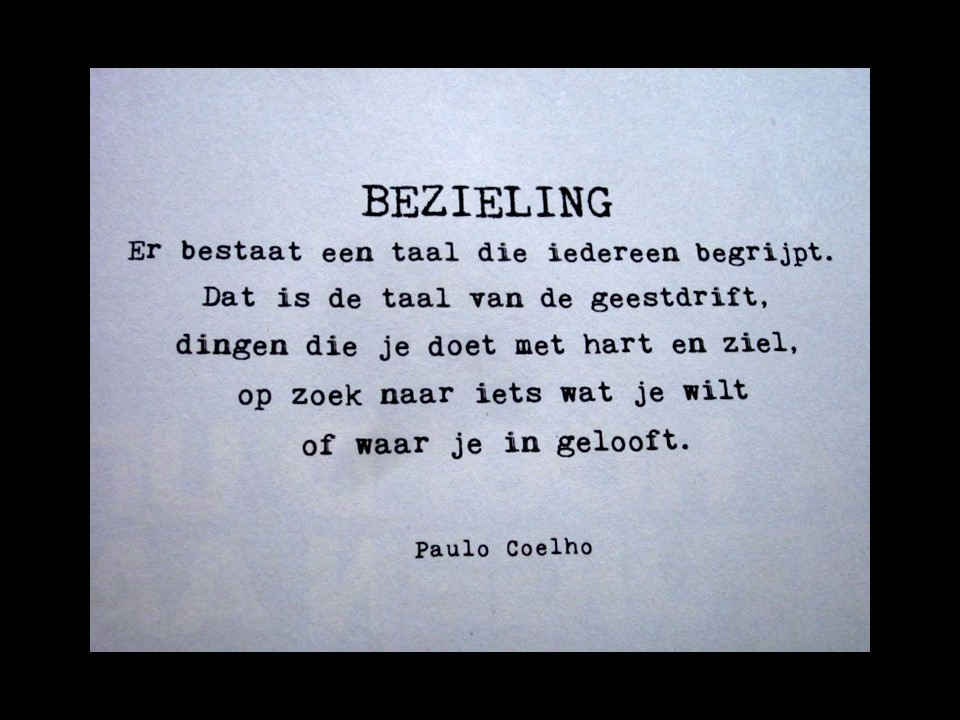 BEZIELING
Er bestaat een taal die iedereen begrijpt.
Dat is de taal van de geestdrift,
dingen die je doet met hart en ziel,
op zoek naar iets wat je wilt
of waar je in gelooft.
Paulo Coelho